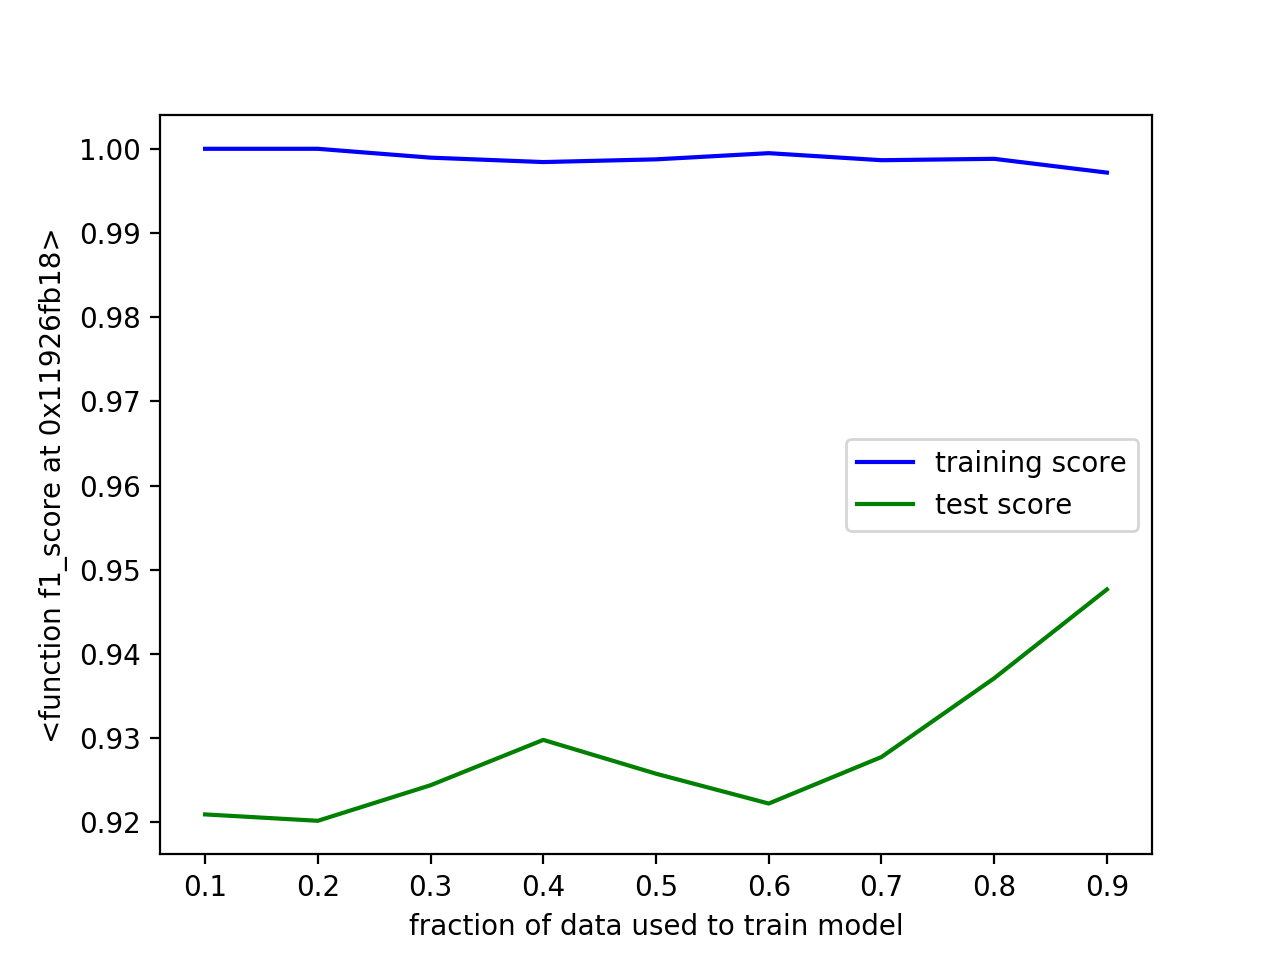 1.00
0.99
0.98
0.97
0.96
0.95
0.94
0.93
0.92
<function f1_score at 0x11926fb18>
training score
test score
0.1 0.2 0.3 0.4 0.5 0.6 0.7 0.8 0.9
fraction of data used to train model